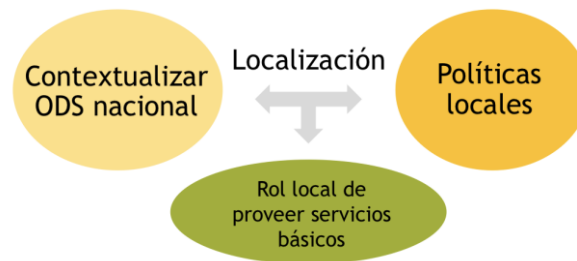 Contextualizar
ODS nacional
Localización
Políticas
locales
Rol local de
proveer servicios
básicos